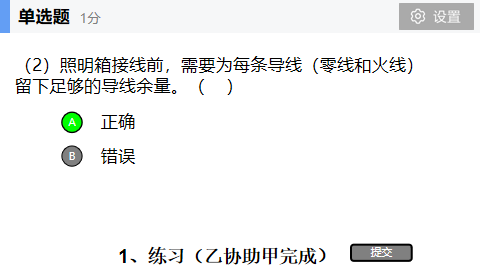 单选题 1分 设置
（2）照明箱接线前，需要为每条导线（零线和火线）
留下足够的导线余量。（ ）
A 正确
B 错误
1、练习（乙协助甲完成） 提交